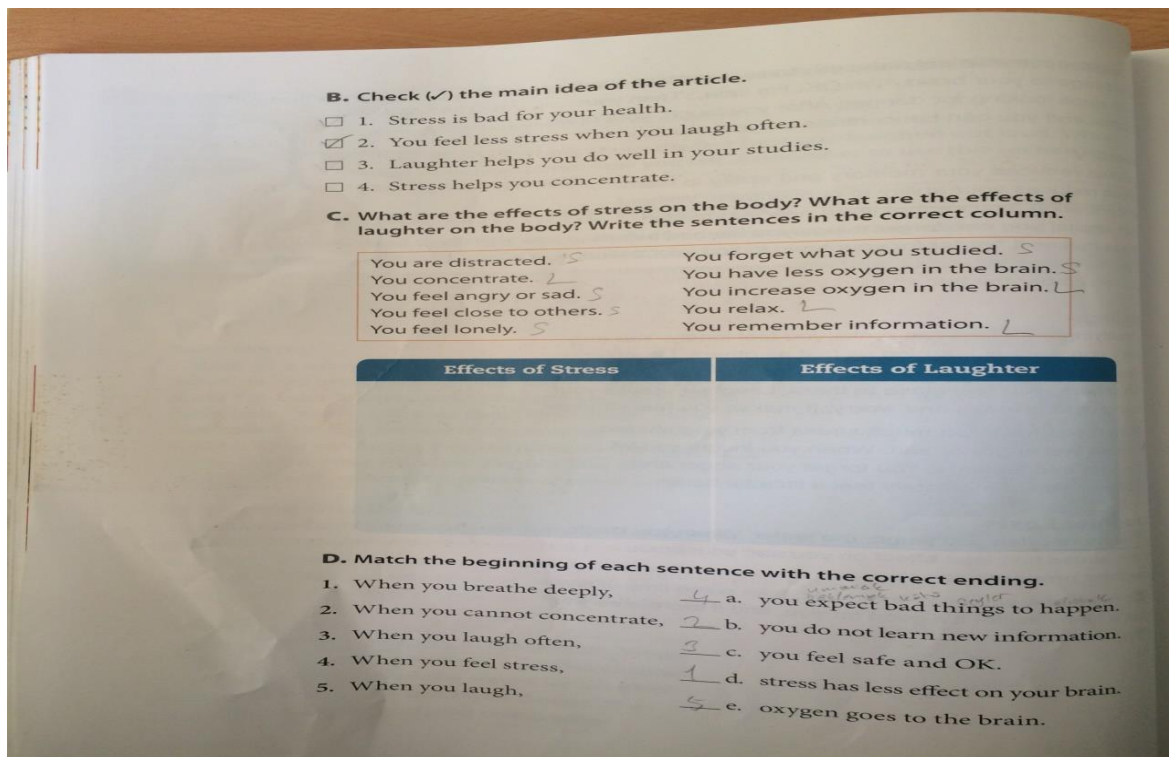 B. Check (✓) the main idea of the article.
☐ 1. Stress is bad for your health.
☑ 2. You feel less stress when you laugh often.
☐ 3. Laughter helps you do well in your studies.
☐ 4. Stress helps you concentrate.
C. What are the effects of stress on the body? What are the effects of
laughter on the body? Write the sentences in the correct column.
You are distracted. S
You concentrate. L
You feel angry or sad. S
You feel close to others. S
You feel lonely. S
You forget what you studied. S
You have less oxygen in the brain. S
You increase oxygen in the brain. L
You relax. L
You remember information. L
Effects of Stress
Effects of Laughter
D. Match the beginning of each sentence with the correct ending.
1. When you breathe deeply,
2. When you cannot concentrate,
3. When you laugh often,
4. When you feel stress,
5. When you laugh,
4 a. you expect bad things to happen.
2 b. you do not learn new information.
3 c. you feel safe and OK.
1 d. stress has less effect on your brain.
5 e. oxygen goes to the brain.